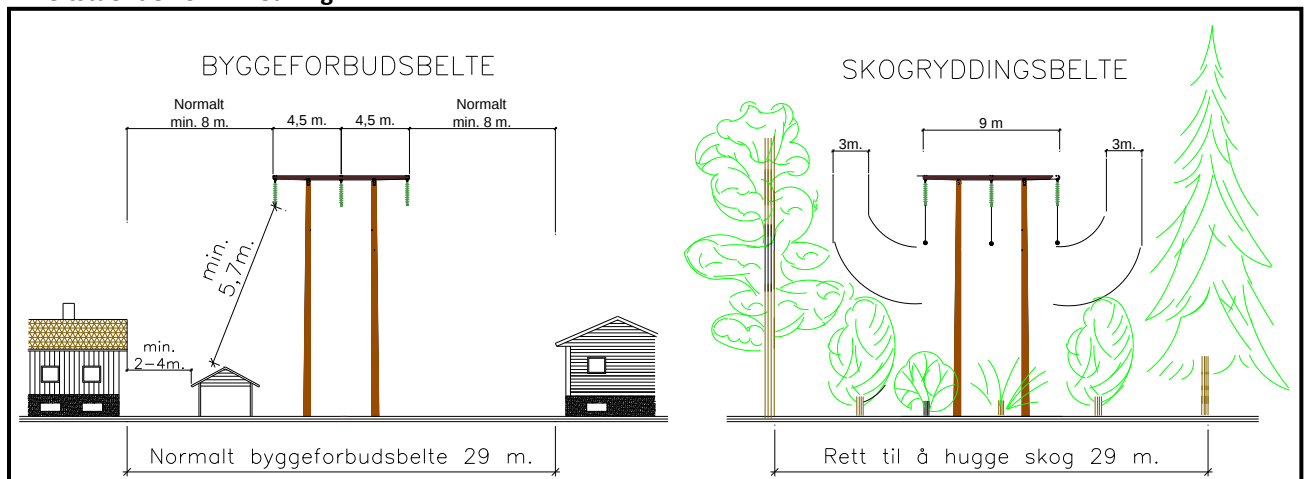 BYGGEFORBUDSBELTE
SKOGRYDDINGSBELTE
Normalt
min. 8 m.
4,5 m.
4,5 m.
Normalt
min. 8 m.
9 m
3m.
3m.
min.
5,7m.
min.
2-4m.
Normalt byggeforbudsbelte 29 m.
Rett til å hugge skog 29 m.